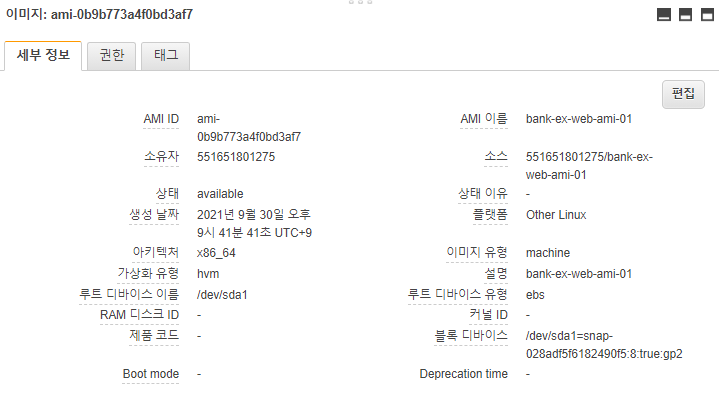 이미지: ami-0b9b773a4f0bd3af7
세부 정보 권한 태그
편집
AMI ID ami- AMI 이름 bank-ex-web-ami-01
0b9b773a4f0bd3af7
소유자 551651801275 소스 551651801275/bank-ex-
web-ami-01
상태 available 상태 이유 -
생성 날짜 2021년 9월 30일 오후 플랫폼 Other Linux
9시 41분 41초 UTC+9
아키텍처 x86_64 이미지 유형 machine
가상화 유형 hvm 설명 bank-ex-web-ami-01
루트 디바이스 이름 /dev/sda1 루트 디바이스 유형 ebs
RAM 디스크 ID - 커널 ID -
제품 코드 - 블록 디바이스 /dev/sda1=snap-
028adf5f6182490f5:8:true:gp2
Boot mode - Deprecation time -